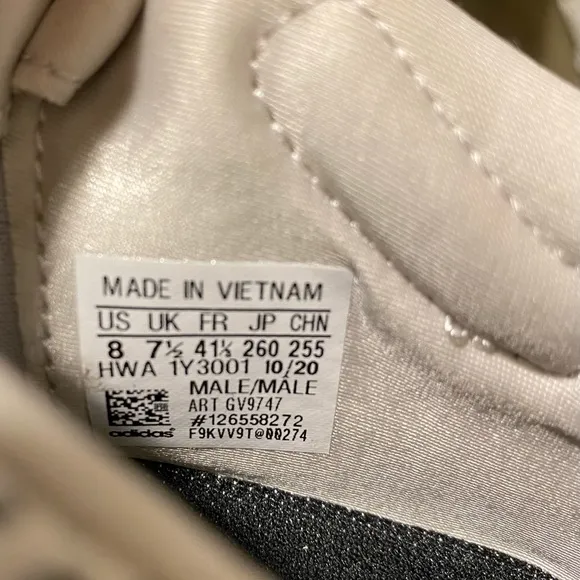 MADE IN VIETNAM
US UK FR JP CHN
8 7½ 41⅓ 260 255
HWA 1Y3001 10/20
MALE/MÂLE
ART GV9747
#126558272
adidas F9KVV9T@00274